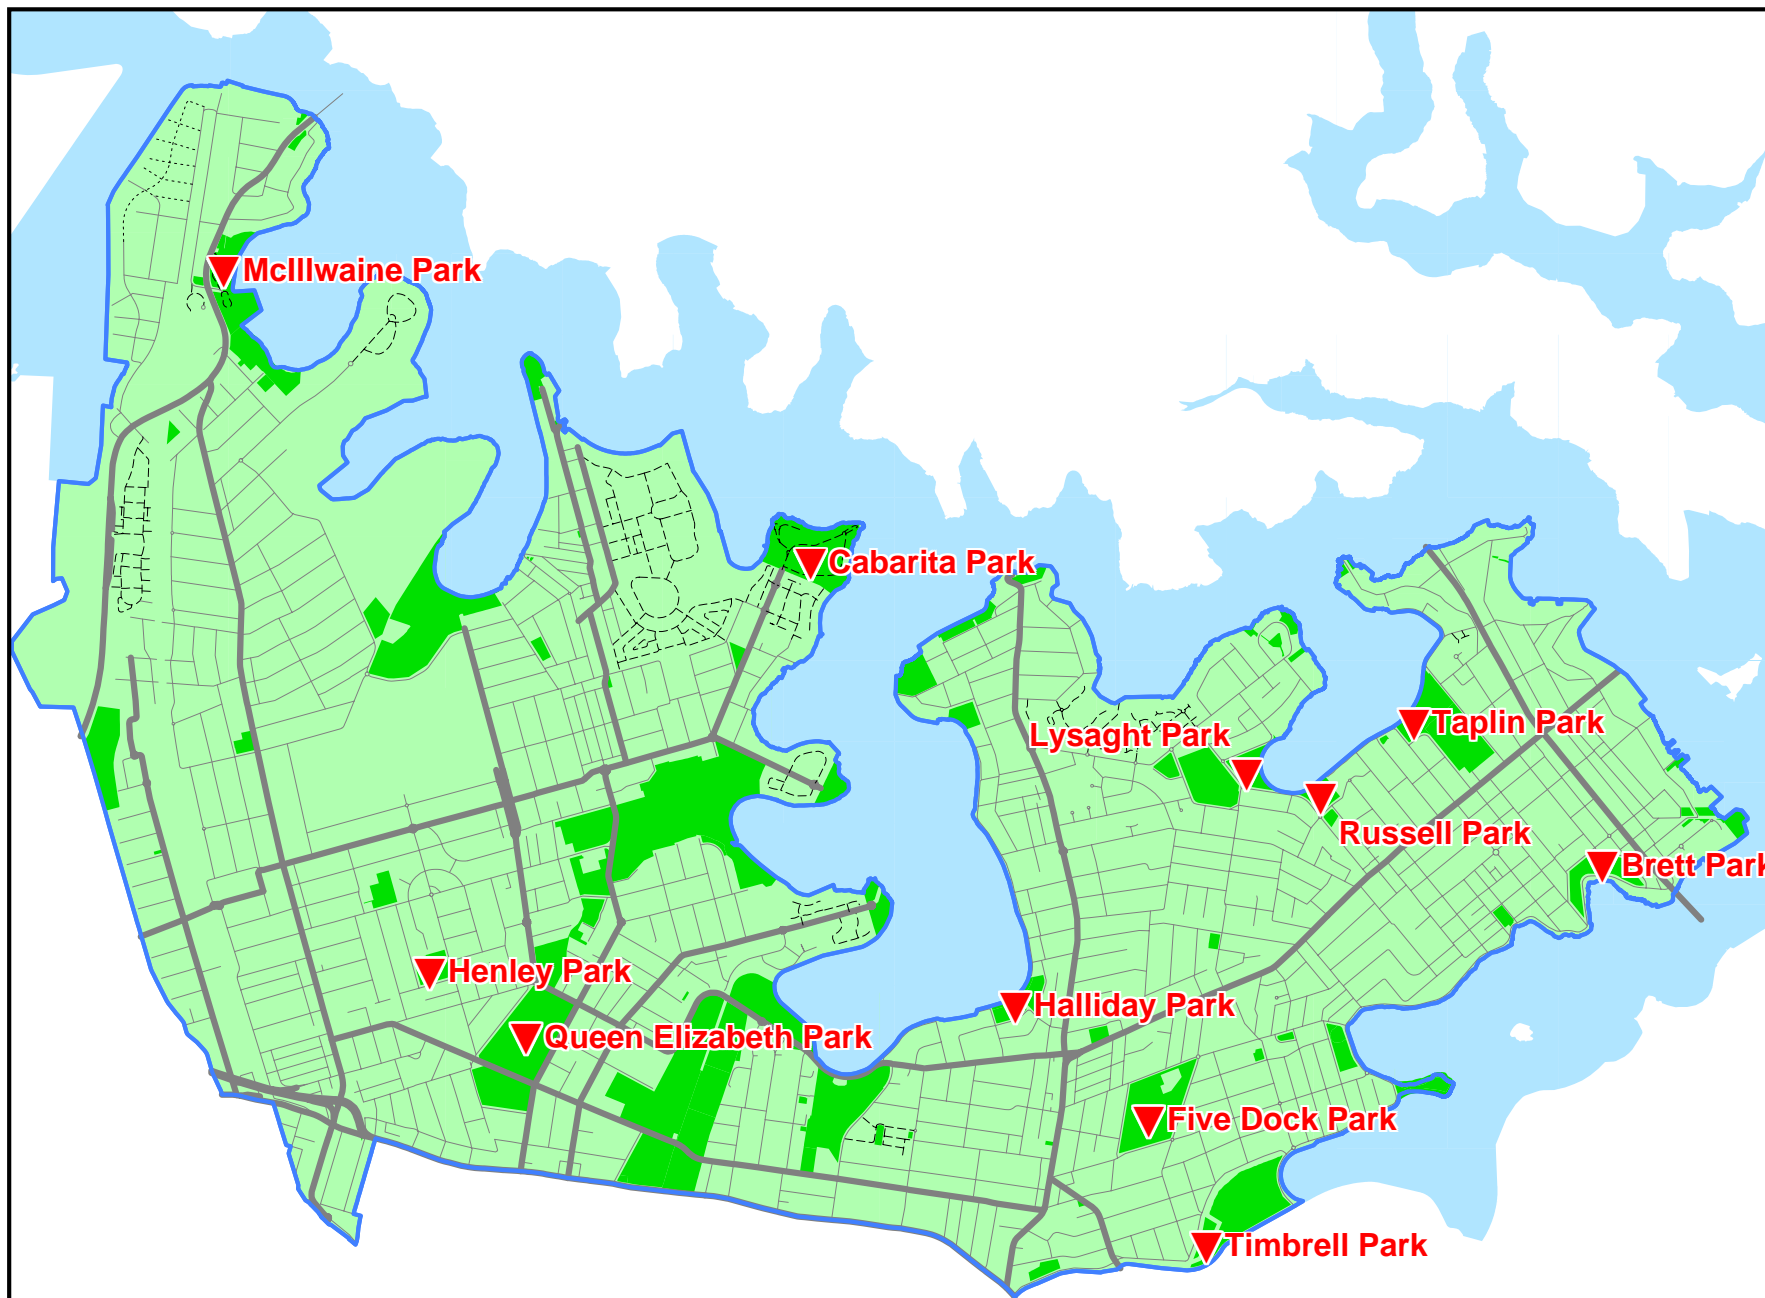 McIllwaine Park
Cabarita Park
Taplin Park
Lysaght Park
Russell Park
Brett Park
Henley Park
Halliday Park
Queen Elizabeth Park
Five Dock Park
Timbrell Park